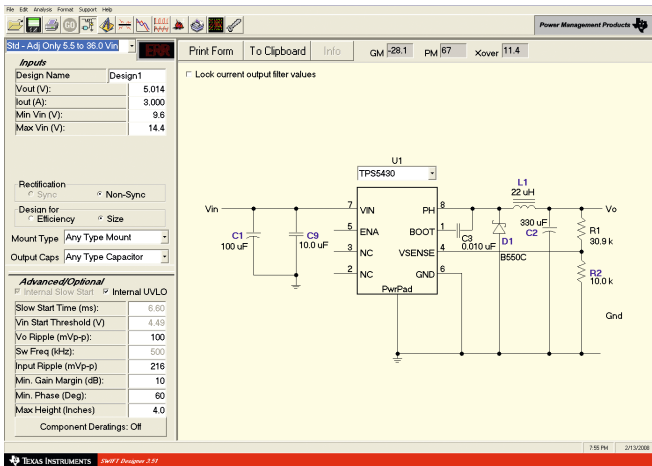 File Edit Analysis Format Support Help
Power Management Products
Std - Adj Only 5.5 to 36.0 Vin
ERR
Print Form To Clipboard Info GM -28.1 PM 67 Xover 11.4
Inputs
Design Name Design1
Vout (V): 5.014
Iout (A): 3.000
Min Vin (V): 9.6
Max Vin (V): 14.4
Rectification
Sync Non-Sync
Design for
Efficiency Size
Mount Type Any Type Mount
Output Caps Any Type Capacitor
Advanced/Optional
Internal Slow Start Internal UVLO
Slow Start Time (ms): 6.60
Vin Start Threshold (V) 4.49
Vo Ripple (mVp-p) 100
Sw Freq (kHz): 500
Input Ripple (mVp-p) 216
Min. Gain Margin (dB): 10
Min. Phase (Deg): 60
Max Height (Inches) 4.0
Component Deratings: Off
Lock current output filter values
U1
TPS5430
L1
22 uH
Vin 7 VIN PH 8 Vo
C1
100 uF
C9
10.0 uF
5 ENA BOOT 1
3 NC VSENSE 4
2 NC GND 6
PwrPad
C3
0.010 uF
D1
B550C
330 uF
C2
R1
30.9 k
R2
10.0 k
Gnd
7:55 PM 2/13/2008
TEXAS INSTRUMENTS SWIFT Designer 3.51